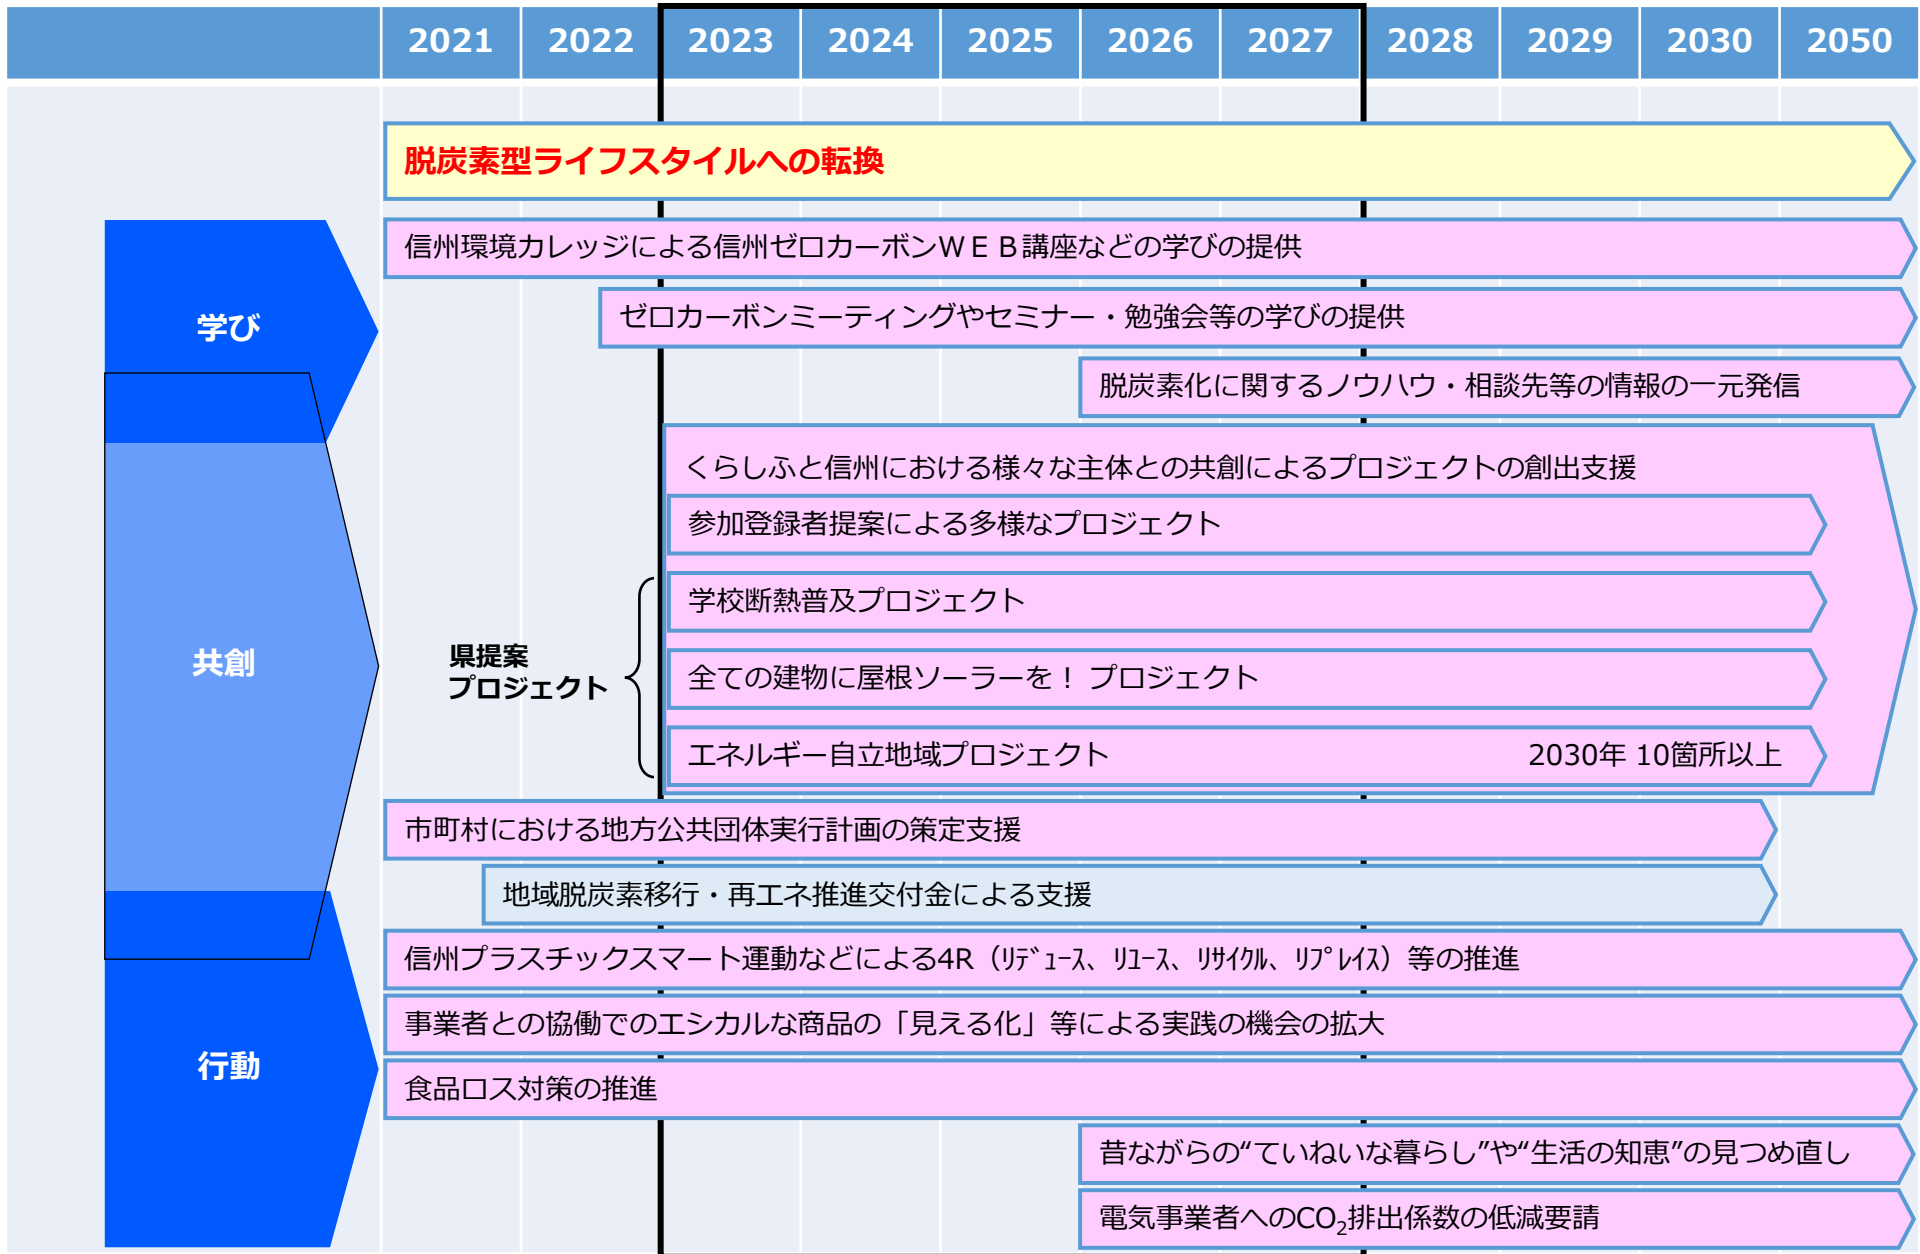 2021 2022 2023 2024 2025 2026 2027 2028 2029 2030 2050
脱炭素型ライフスタイルへの転換
学び
信州環境カレッジによる信州ゼロカーボンＷＥＢ講座などの学びの提供
ゼロカーボンミーティングやセミナー・勉強会等の学びの提供
脱炭素化に関するノウハウ・相談先等の情報の一元発信
共創
くらしふと信州における様々な主体との共創によるプロジェクトの創出支援
参加登録者提案による多様なプロジェクト
県提案
プロジェクト
学校断熱普及プロジェクト
全ての建物に屋根ソーラーを！ プロジェクト
エネルギー自立地域プロジェクト 2030年 10箇所以上
市町村における地方公共団体実行計画の策定支援
地域脱炭素移行・再エネ推進交付金による支援
行動
信州プラスチックスマート運動などによる4R（ﾘﾃﾞｭｰｽ、ﾘﾕｰｽ、ﾘｻｲｸﾙ、ﾘﾌﾟﾚｲｽ）等の推進
事業者との協働でのエシカルな商品の「見える化」等による実践の機会の拡大
食品ロス対策の推進
昔ながらの“ていねいな暮らし”や“生活の知恵”の見つめ直し
電気事業者へのCO₂排出係数の低減要請